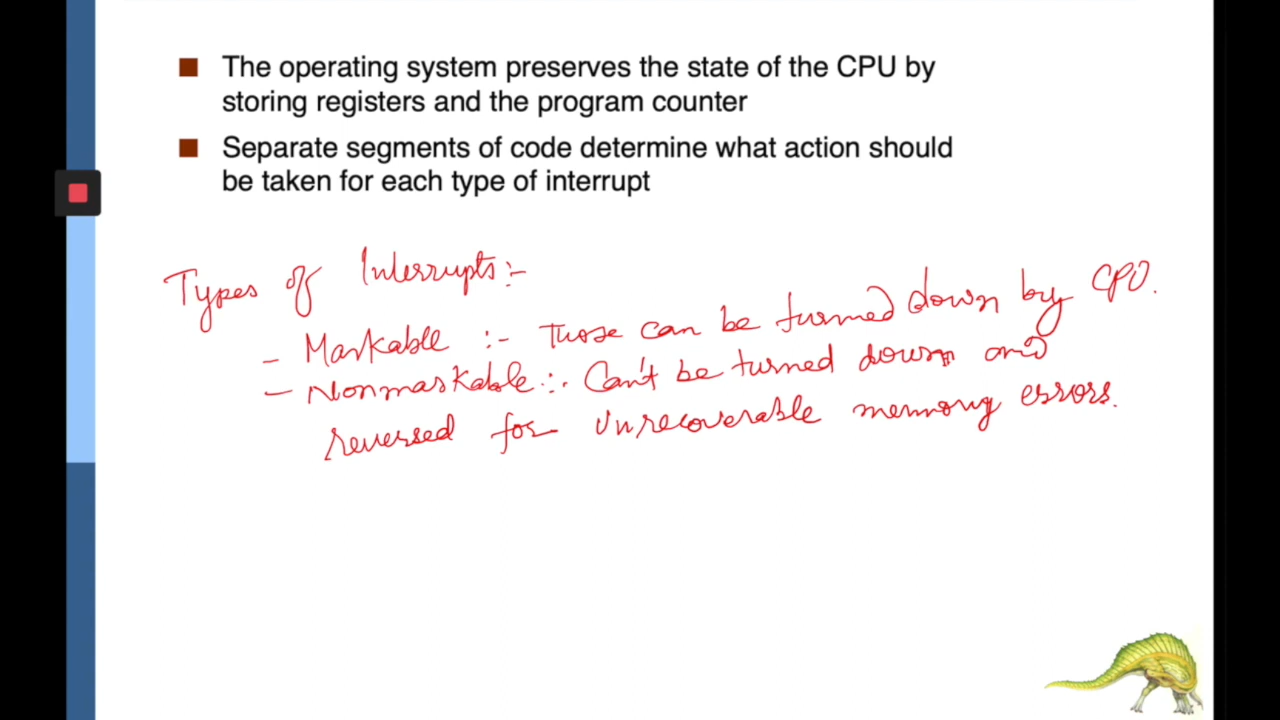 ■ The operating system preserves the state of the CPU by
storing registers and the program counter
■ Separate segments of code determine what action should
be taken for each type of interrupt
Types of Interrupts:-
- Maskable :- Those can be turned down by CPU.
- Nonmaskable:- Can't be turned down and
reversed for Unrecoverable memory errors.